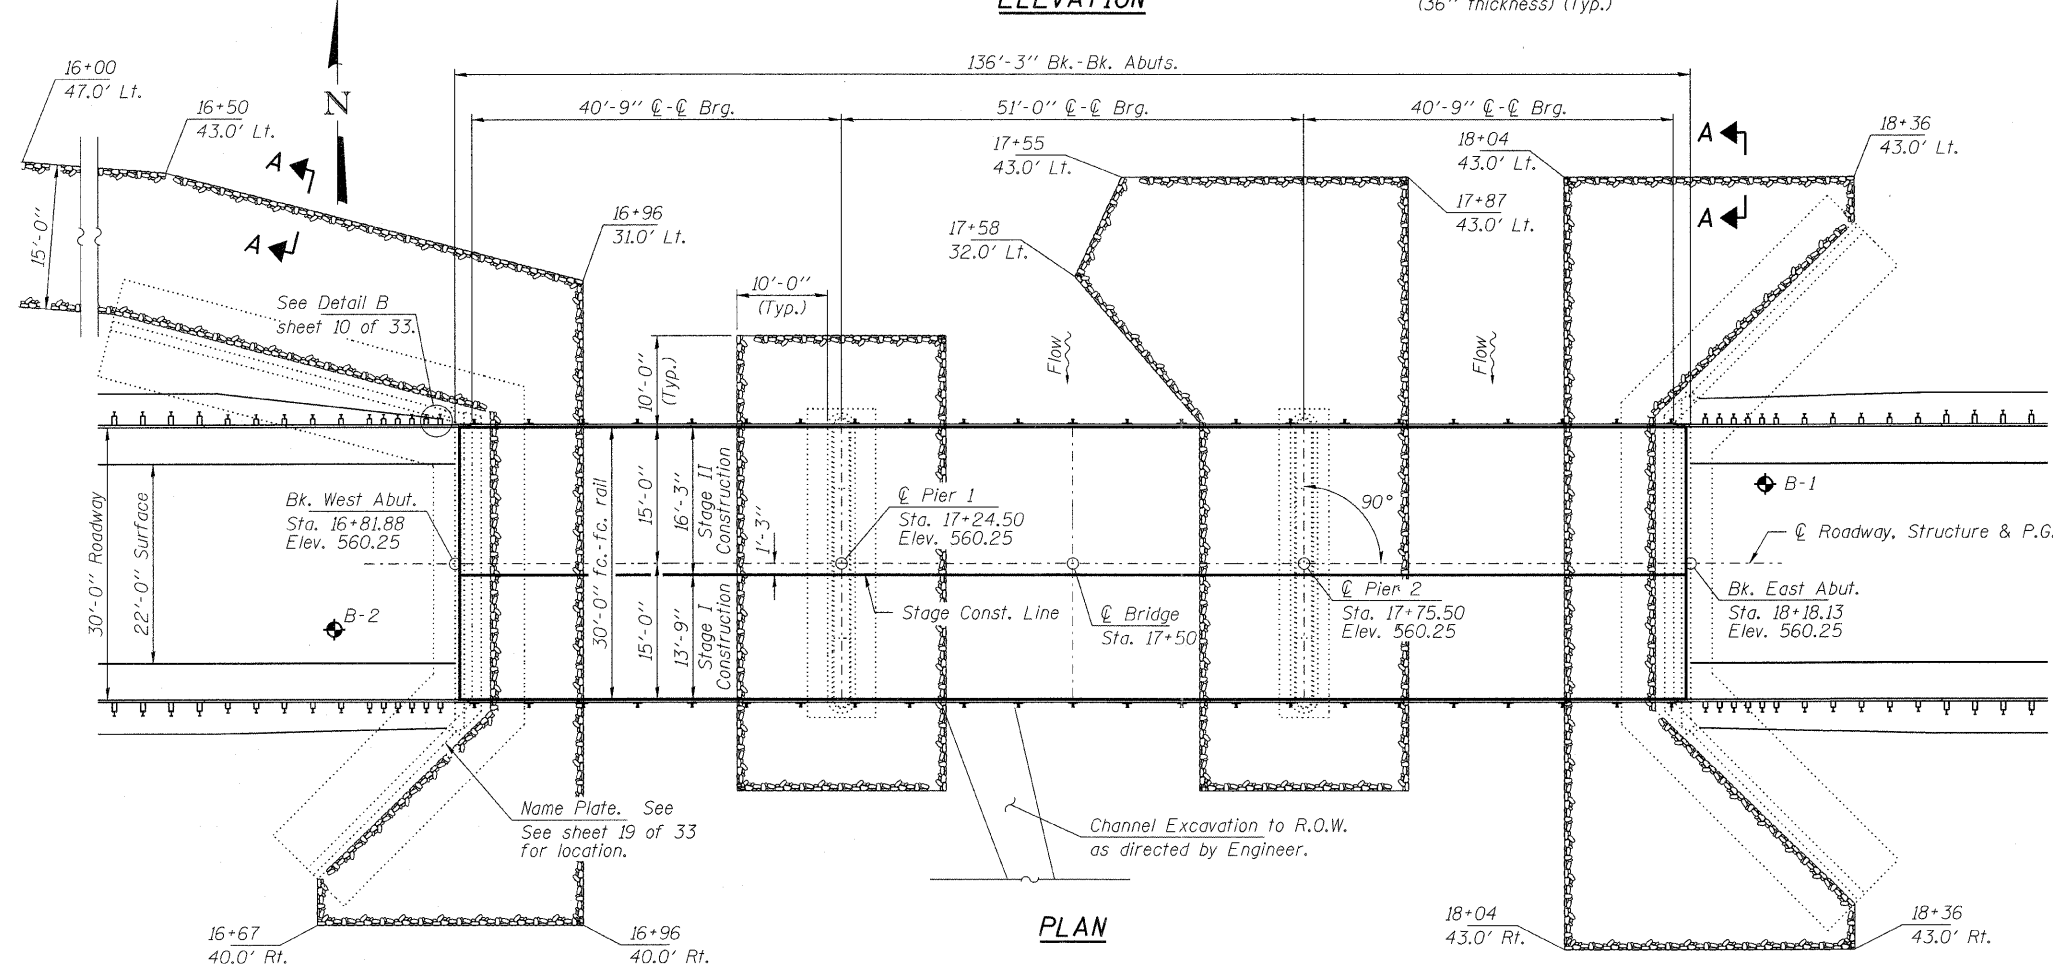 ELEVATION
(36" thickness) (Typ.)
136'-3" Bk.-Bk. Abuts.
40'-9" ℄-℄ Brg.
51'-0" ℄-℄ Brg.
40'-9" ℄-℄ Brg.
16+00
47.0' Lt.
16+50
43.0' Lt.
N
A
A
15'-0"
16+96
31.0' Lt.
17+55
43.0' Lt.
17+58
32.0' Lt.
17+87
43.0' Lt.
18+04
43.0' Lt.
A
A
18+36
43.0' Lt.
See Detail B
sheet 10 of 33.
10'-0"
(Typ.)
10'-0"
(Typ.)
Flow
Flow
30'-0" Roadway
22'-0" Surface
Bk. West Abut.
Sta. 16+81.88
Elev. 560.25
B-2
30'-0" fc.-fc. rail
15'-0"
15'-0"
16'-3"
Stage II
Construction
13'-9"
Stage I
Construction
1'-3"
℄ Pier 1
Sta. 17+24.50
Elev. 560.25
Stage Const. Line
℄ Bridge
Sta. 17+50
90°
℄ Pier 2
Sta. 17+75.50
Elev. 560.25
B-1
℄ Roadway, Structure & P.G.
Bk. East Abut.
Sta. 18+18.13
Elev. 560.25
Name Plate. See
See sheet 19 of 33
for location.
Channel Excavation to R.O.W.
as directed by Engineer.
16+67
40.0' Rt.
16+96
40.0' Rt.
PLAN
18+04
43.0' Rt.
18+36
43.0' Rt.